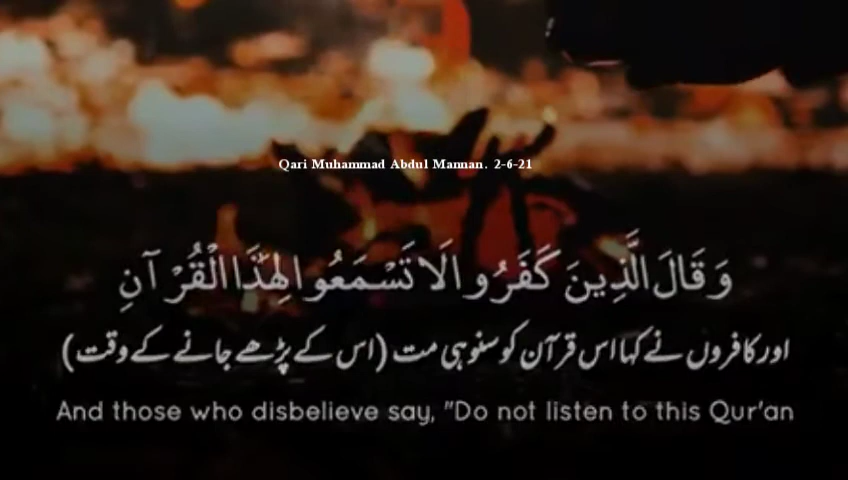 Qari Muhammad Abdul Mannan. 2-6-21
وَقَالَ الَّذِينَ كَفَرُوا لَا تَسْمَعُوا لِهَٰذَا الْقُرْآنِ
اور کافروں نے کہا اس قرآن کو سنو ہی مت (اس کے پڑھے جانے کے وقت)
And those who disbelieve say, "Do not listen to this Qur'an